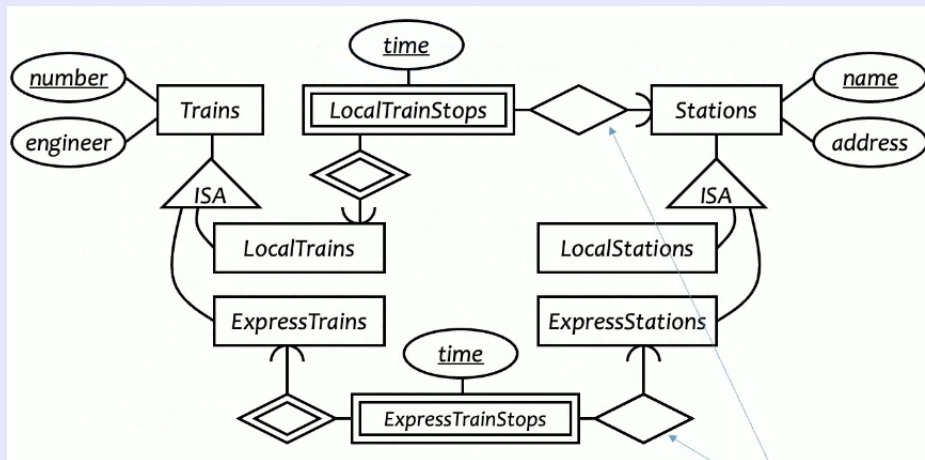 time
number
name
Trains
LocalTrainStops
Stations
engineer
address
ISA
ISA
LocalTrains
LocalStations
ExpressTrains
ExpressStations
time
ExpressTrainStops